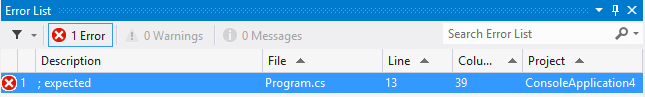 Error List
1 Error 0 Warnings 0 Messages Search Error List
Description File Line Colu... Project
1 ; expected Program.cs 13 39 ConsoleApplication4